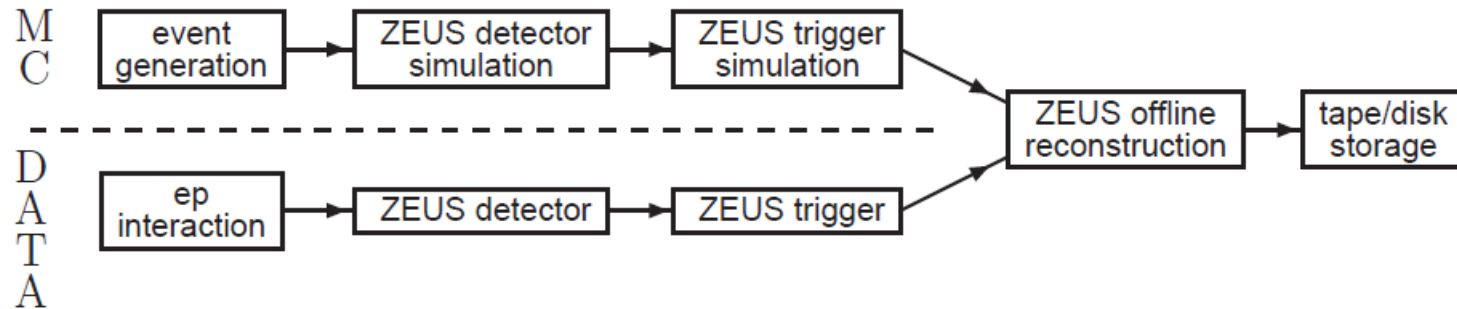 M
C
event
generation
ZEUS detector
simulation
ZEUS trigger
simulation
ZEUS offline
reconstruction
tape/disk
storage
D
A
T
A
ep
interaction
ZEUS detector
ZEUS trigger